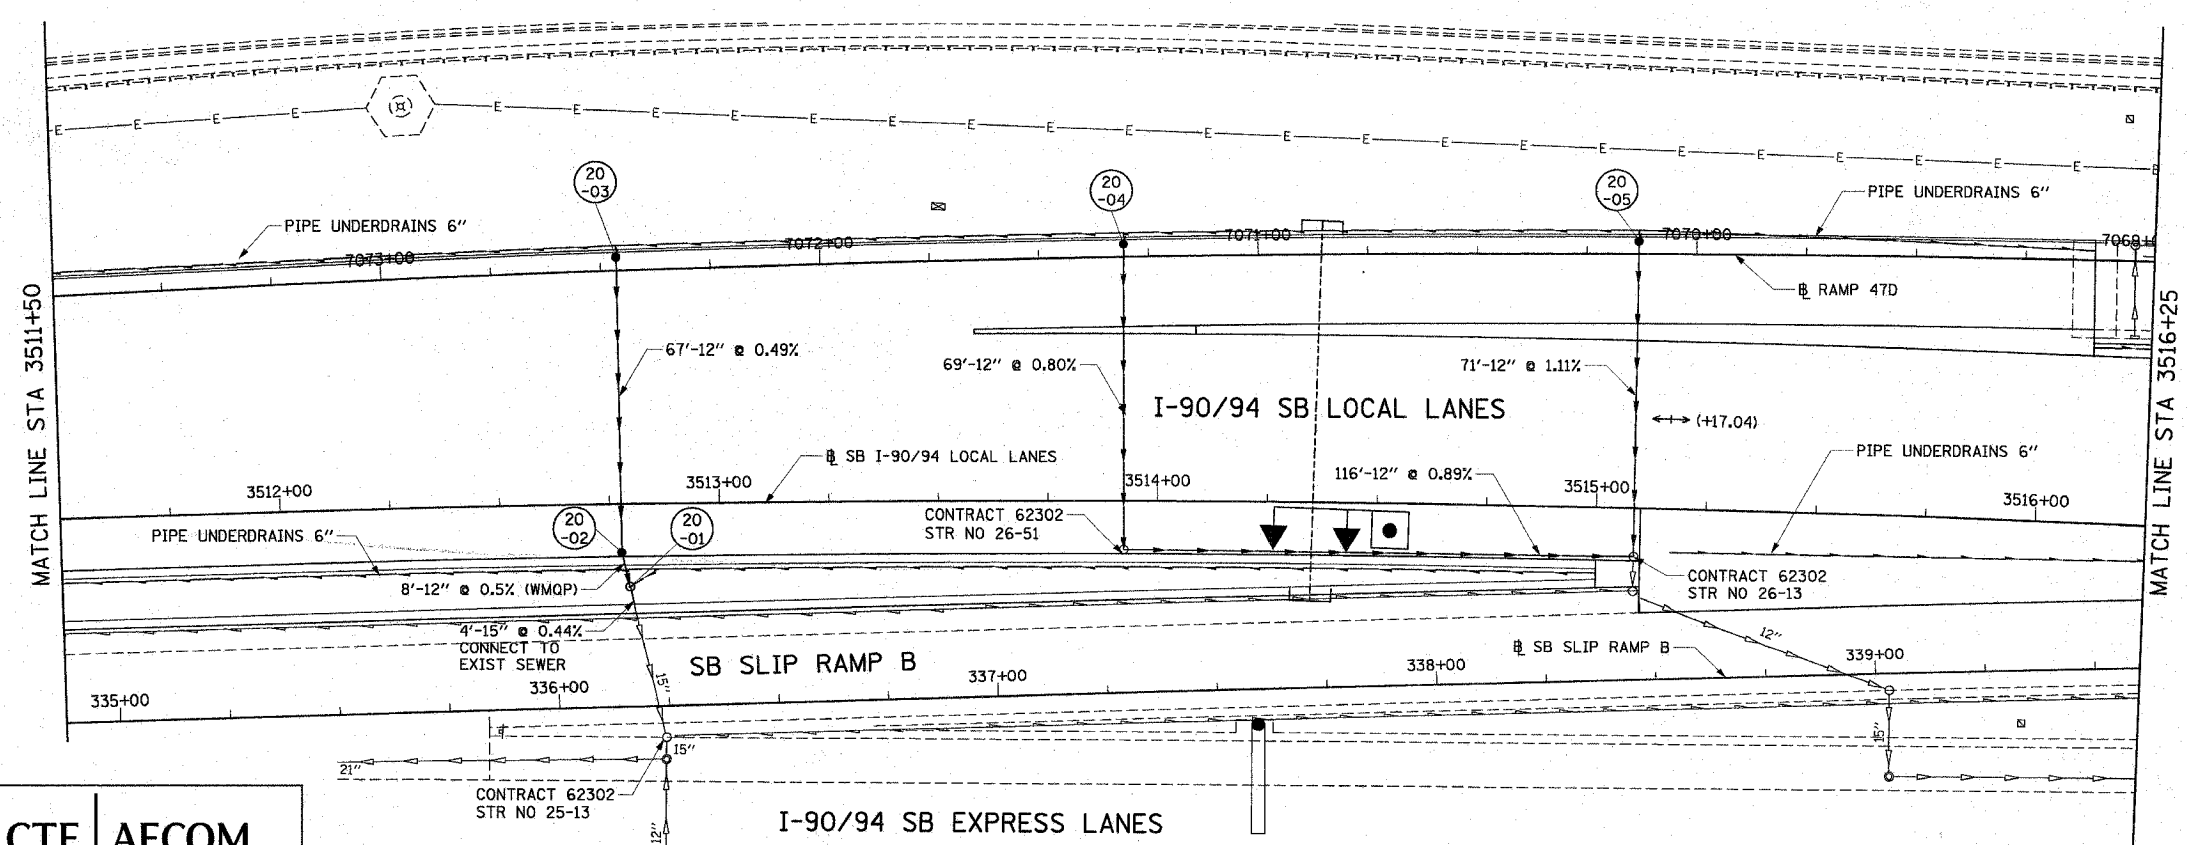 20
-03
20
-04
20
-05
PIPE UNDERDRAINS 6"
PIPE UNDERDRAINS 6"
7073+00
7072+00
7071+00
7070+00
℄ RAMP 47D
MATCH LINE STA 3511+50
MATCH LINE STA 3516+25
67'-12" @ 0.49%
69'-12" @ 0.80%
71'-12" @ 1.11%
I-90/94 SB LOCAL LANES
(+17.04)
℄ SB I-90/94 LOCAL LANES
116'-12" @ 0.89%
PIPE UNDERDRAINS 6"
3512+00
3513+00
3514+00
3515+00
3516+00
20
-02
20
-01
CONTRACT 62302
STR NO 26-51
PIPE UNDERDRAINS 6"
8'-12" @ 0.5% (WMQP)
CONTRACT 62302
STR NO 26-13
4'-15" @ 0.44%
CONNECT TO
EXIST SEWER
SB SLIP RAMP B
℄ SB SLIP RAMP B
12"
15"
335+00
336+00
337+00
338+00
339+00
15"
15"
21"
CONTRACT 62302
STR NO 25-13
12"
I-90/94 SB EXPRESS LANES
CTE AECOM
E E E E E E E E E E E E E E E E E E E E E E E E E E